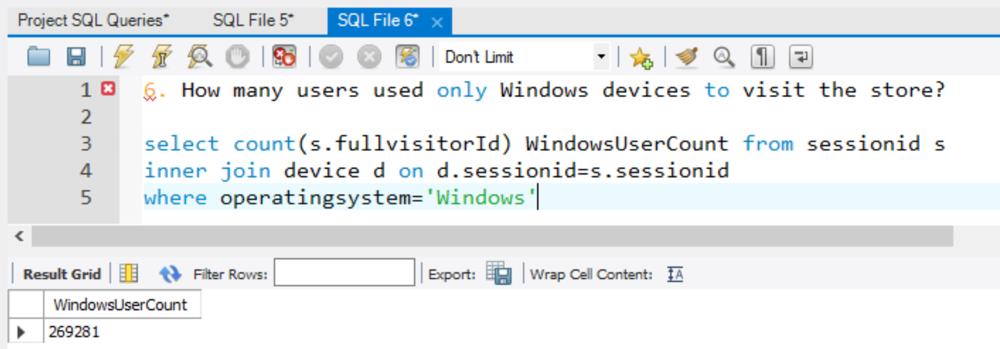 Project SQL Queries* SQL File 5* SQL File 6* ×
Don't Limit
1 6. How many users used only Windows devices to visit the store?
2
3 select count(s.fullvisitorId) WindowsUserCount from sessionid s
4 inner join device d on d.sessionid=s.sessionid
5 where operatingsystem='Windows'
Result Grid Filter Rows: Export: Wrap Cell Content:
WindowsUserCount
269281